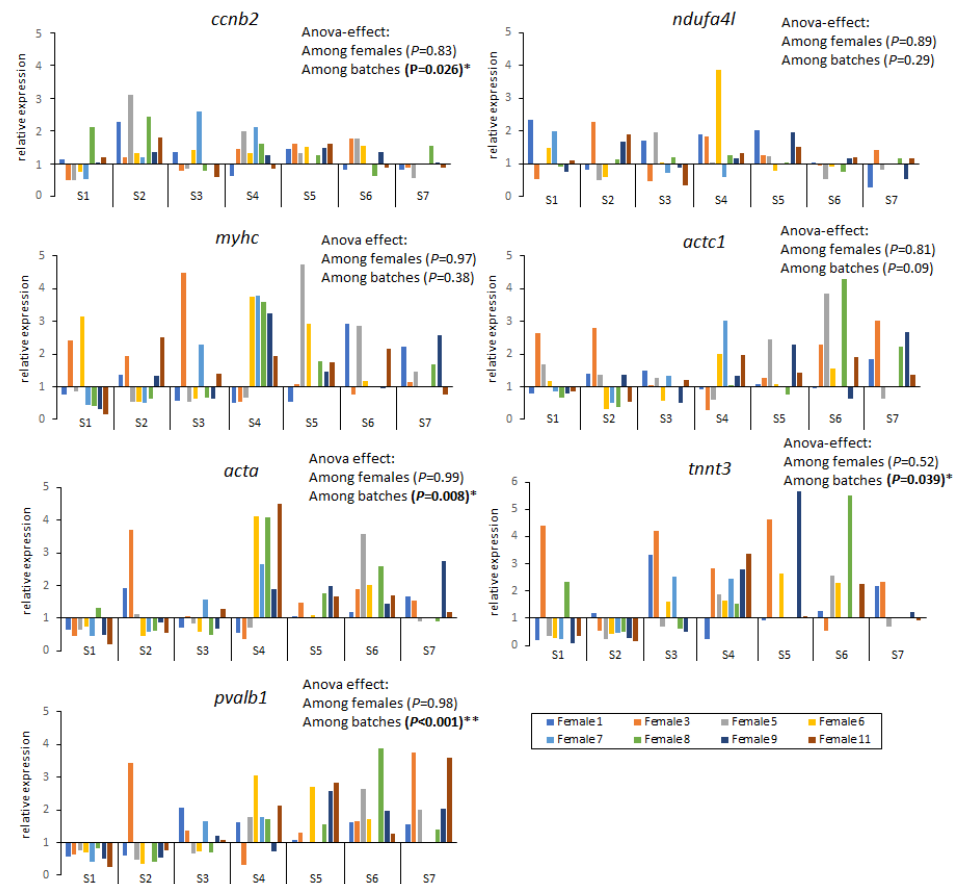 ccnb2
Anova-effect:
Among females (P=0.83)
Among batches (P=0.026)*
relative expression
5
4
3
2
1
0
S1 S2 S3 S4 S5 S6 S7
ndufa4l
Anova-effect:
Among females (P=0.89)
Among batches (P=0.29)
relative expression
5
4
3
2
1
0
S1 S2 S3 S4 S5 S6 S7
myhc
Anova effect:
Among females (P=0.97)
Among batches (P=0.38)
relative expression
5
4
3
2
1
0
S1 S2 S3 S4 S5 S6 S7
actc1
Anova-effect:
Among females (P=0.81)
Among batches (P=0.09)
relative expression
5
4
3
2
1
0
S1 S2 S3 S4 S5 S6 S7
acta
Anova effect:
Among females (P=0.99)
Among batches (P=0.008)*
relative expression
5
4
3
2
1
0
S1 S2 S3 S4 S5 S6 S7
tnnt3
Anova-effect:
Among females (P=0.52)
Among batches (P=0.039)*
relative expression
6
5
4
3
2
1
0
S1 S2 S3 S4 S5 S6 S7
pvalb1
Anova effect:
Among females (P=0.98)
Among batches (P<0.001)**
relative expression
5
4
3
2
1
0
S1 S2 S3 S4 S5 S6 S7
Female 1 Female 3 Female 5 Female 6
Female 7 Female 8 Female 9 Female 11